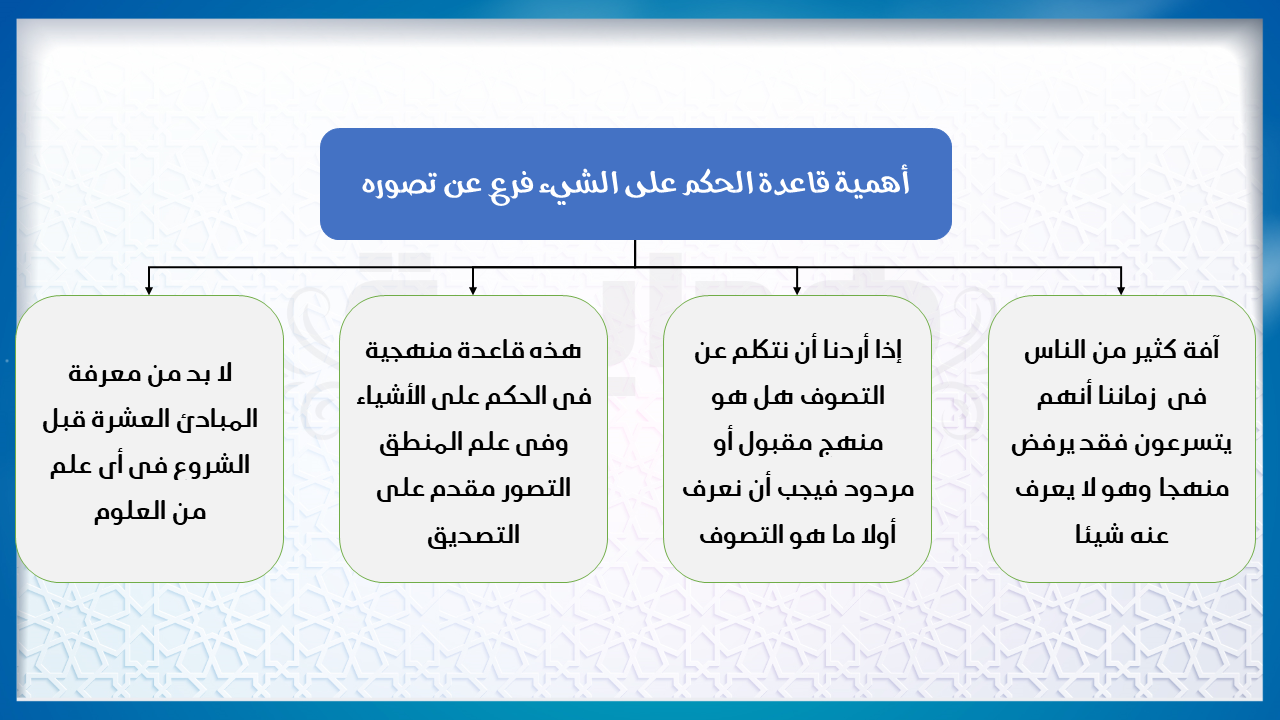 أهمية قاعدة الحكم على الشيء فرع عن تصوره
آفة كثير من الناس
فى زماننا أنهم
يتسرعون فقد يرفض
منهجا وهو لا يعرف
عنه شيئا
إذا أردنا أن نتكلم عن
التصوف هل هو
منهج مقبول أو
مردود فيجب أن نعرف
أولا ما هو التصوف
هذه قاعدة منهجية
فى الحكم على الأشياء
وفى علم المنطق
التصور مقدم على
التصديق
لا بد من معرفة
المبادئ العشرة قبل
الشروع فى أى علم
من العلوم